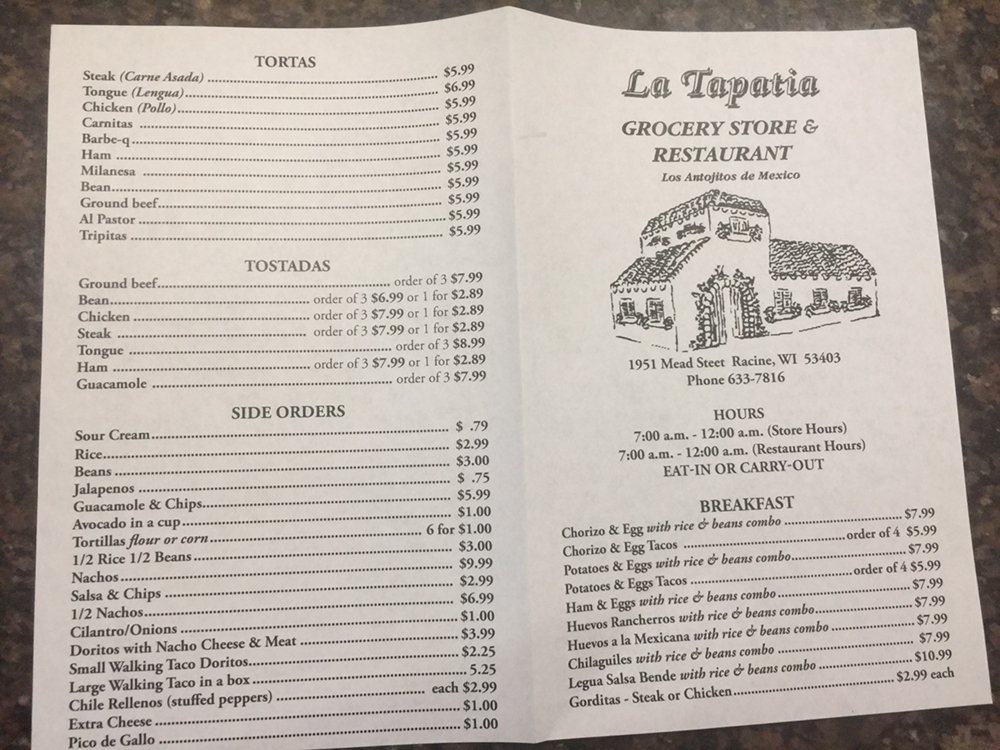 TORTAS
Steak (Carne Asada) ........ $5.99
Tongue (Lengua)........ $6.99
Chicken (Pollo)........ $5.99
Carnitas ........ $5.99
Barbe-q........ $5.99
Ham ........ $5.99
Milanesa ........ $5.99
Bean........ $5.99
Ground beef........ $5.99
Al Pastor ........ $5.99
Tripitas ........ $5.99
TOSTADAS
Ground beef........ order of 3 $7.99
Bean........ order of 3 $6.99 or 1 for $2.89
Chicken ........ order of 3 $7.99 or 1 for $2.89
Steak ........ order of 3 $7.99 or 1 for $2.89
Tongue ........ order of 3 $8.99
Ham ........ order of 3 $7.99 or 1 for $2.89
Guacamole ........ order of 3 $7.99
SIDE ORDERS
Sour Cream........ $ .79
Rice........ $2.99
Beans ........ $3.00
Jalapenos ........ $ .75
Guacamole & Chips........ $5.99
Avocado in a cup........ $1.00
Tortillas flour or corn........ 6 for $1.00
1/2 Rice 1/2 Beans ........ $3.00
Nachos........ $9.99
Salsa & Chips ........ $2.99
1/2 Nachos........ $6.99
Cilantro/Onions ........ $1.00
Doritos with Nacho Cheese & Meat ........ $3.99
Small Walking Taco Doritos........ $2.25
Large Walking Taco in a box ........ 5.25
Chile Rellenos (stuffed peppers) ........ each $2.99
Extra Cheese ........ $1.00
Pico de Gallo ........ $1.00
La Tapatia
GROCERY STORE &
RESTAURANT
Los Antojitos de Mexico
1951 Mead Steet Racine, WI 53403
Phone 633-7816
HOURS
7:00 a.m. - 12:00 a.m. (Store Hours)
7:00 a.m. - 12:00 a.m. (Restaurant Hours)
EAT-IN OR CARRY-OUT
BREAKFAST
Chorizo & Egg with rice & beans combo ........ $7.99
Chorizo & Egg Tacos ........ order of 4 $5.99
Potatoes & Eggs with rice & beans combo........ $7.99
Potatoes & Eggs Tacos ........ order of 4 $5.99
Ham & Eggs with rice & beans combo ........ $7.99
Huevos Rancherros with rice & beans combo ........ $7.99
Huevos a la Mexicana with rice & beans combo ........ $7.99
Chilaguiles with rice & beans combo ........ $7.99
Legua Salsa Bende with rice & beans combo ........ $10.99
Gorditas - Steak or Chicken........ $2.99 each